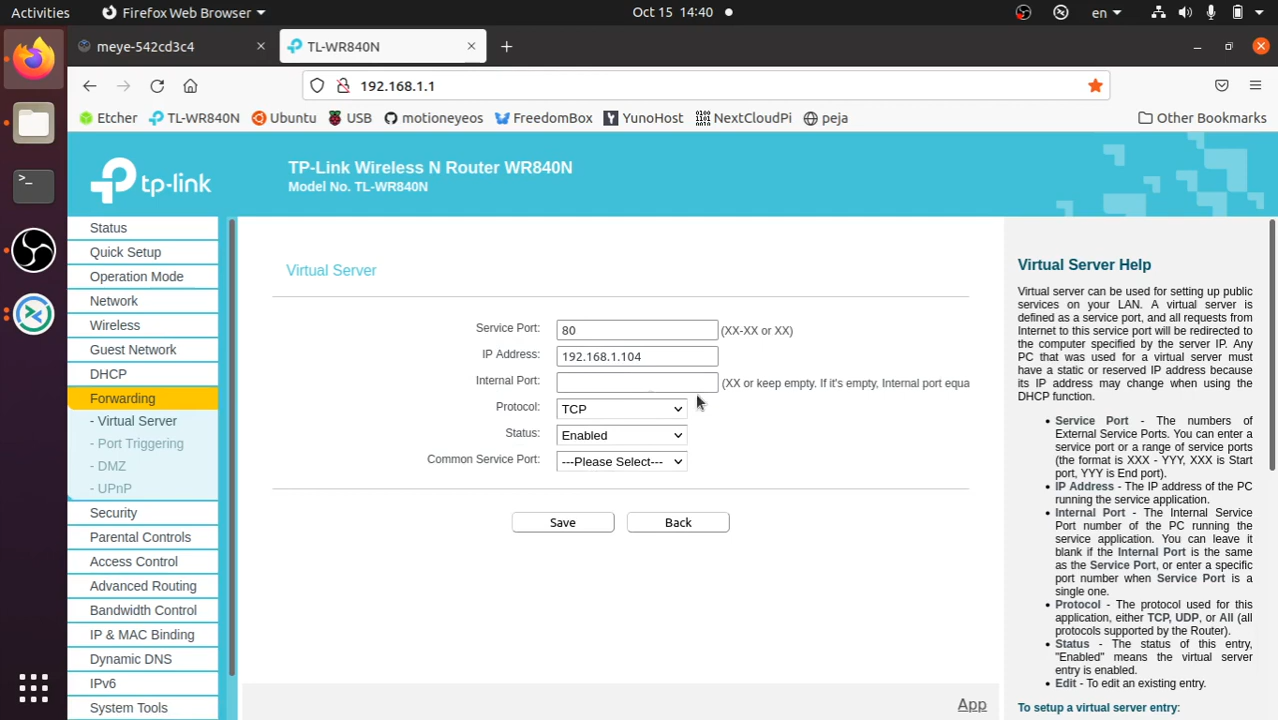 Activities
Firefox Web Browser
Oct 15 14:40
en
meye-542cd3c4
TL-WR840N
192.168.1.1
Etcher
TL-WR840N
Ubuntu
USB
motioneyeos
FreedomBox
YunoHost
NextCloudPi
peja
Other Bookmarks
tp-link
TP-Link Wireless N Router WR840N
Model No. TL-WR840N
Status
Quick Setup
Operation Mode
Network
Wireless
Guest Network
DHCP
Forwarding
- Virtual Server
- Port Triggering
- DMZ
- UPnP
Security
Parental Controls
Access Control
Advanced Routing
Bandwidth Control
IP & MAC Binding
Dynamic DNS
IPv6
System Tools
Virtual Server
Service Port: 80 (XX-XX or XX)
IP Address: 192.168.1.104
Internal Port: (XX or keep empty. If it's empty, Internal port equa
Protocol: TCP
Status: Enabled
Common Service Port: ---Please Select---
Save Back
App
Virtual Server Help
Virtual server can be used for setting up public
services on your LAN. A virtual server is
defined as a service port, and all requests from
Internet to this service port will be redirected to
the computer specified by the server IP. Any
PC that was used for a virtual server must
have a static or reserved IP address because
its IP address may change when using the
DHCP function.
• Service Port - The numbers of
External Service Ports. You can enter a
service port or a range of service ports
(the format is XXX - YYY, XXX is Start
port, YYY is End port).
• IP Address - The IP address of the PC
running the service application.
• Internal Port - The Internal Service
Port number of the PC running the
service application. You can leave it
blank if the Internal Port is the same
as the Service Port, or enter a specific
port number when Service Port is a
single one.
• Protocol - The protocol used for this
application, either TCP, UDP, or All (all
protocols supported by the Router).
• Status - The status of this entry,
"Enabled" means the virtual server
entry is enabled.
• Edit - To edit an existing entry.
To setup a virtual server entry: